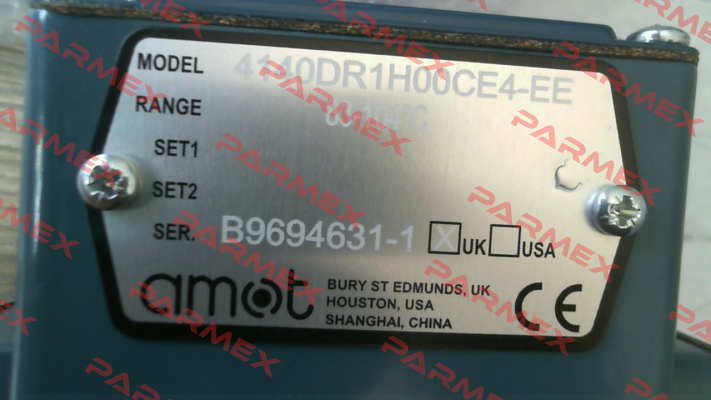 MODEL 4140DR1H00CE4-EE
RANGE
SET1
SET2
SER. B9694631-1 X UK USA
amot
BURY ST EDMUNDS, UK
HOUSTON, USA
SHANGHAI, CHINA
CE
PARMEX